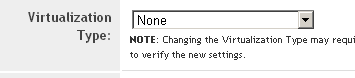 Virtualization
Type:
None
NOTE: Changing the Virtualization Type may requi
to verify the new settings.